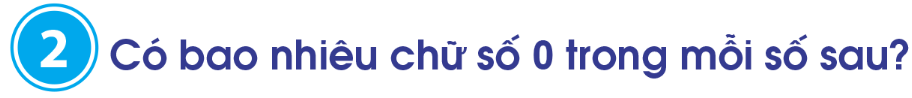 2 Có bao nhiêu chữ số 0 trong mỗi số sau?